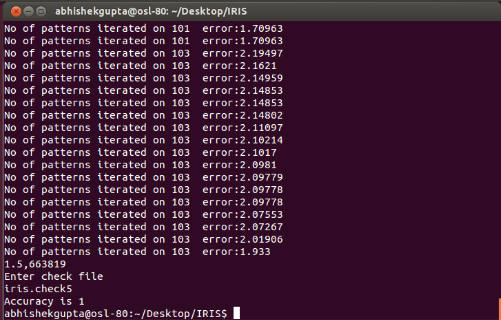 abhishekgupta@osl-80: ~/Desktop/IRIS
No of patterns iterated on 101  error:1.70963
No of patterns iterated on 101  error:1.70963
No of patterns iterated on 103  error:2.19497
No of patterns iterated on 103  error:2.1621
No of patterns iterated on 103  error:2.14959
No of patterns iterated on 103  error:2.14853
No of patterns iterated on 103  error:2.14853
No of patterns iterated on 103  error:2.14802
No of patterns iterated on 103  error:2.11097
No of patterns iterated on 103  error:2.10214
No of patterns iterated on 103  error:2.1017
No of patterns iterated on 103  error:2.0981
No of patterns iterated on 103  error:2.09779
No of patterns iterated on 103  error:2.09778
No of patterns iterated on 103  error:2.09778
No of patterns iterated on 103  error:2.07553
No of patterns iterated on 103  error:2.07267
No of patterns iterated on 103  error:2.01906
No of patterns iterated on 103  error:1.933
1.5,663819
Enter check file
iris.check5
Accuracy is 1
abhishekgupta@osl-80:~/Desktop/IRIS$